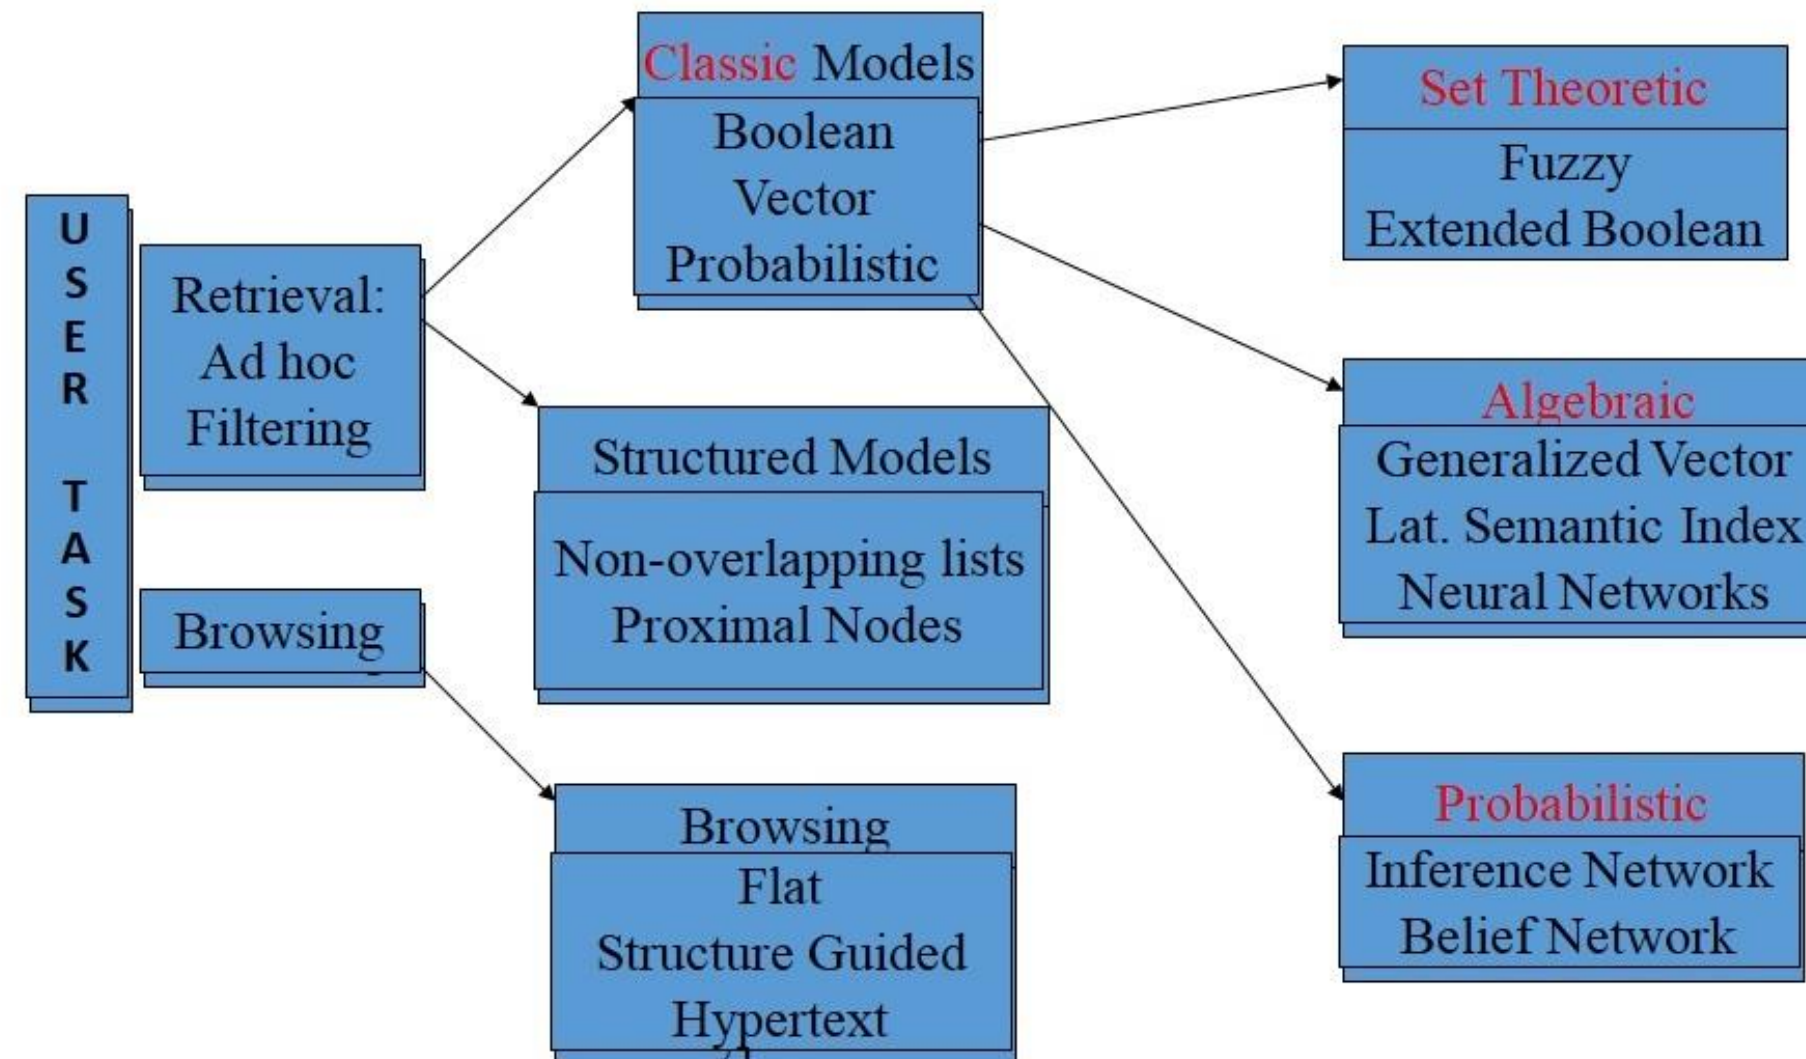 USER TASK
Retrieval:
Ad hoc
Filtering
Browsing
Classic Models
Boolean
Vector
Probabilistic
Structured Models
Non-overlapping lists
Proximal Nodes
Browsing
Flat
Structure Guided
Hypertext
Set Theoretic
Fuzzy
Extended Boolean
Algebraic
Generalized Vector
Lat. Semantic Index
Neural Networks
Probabilistic
Inference Network
Belief Network